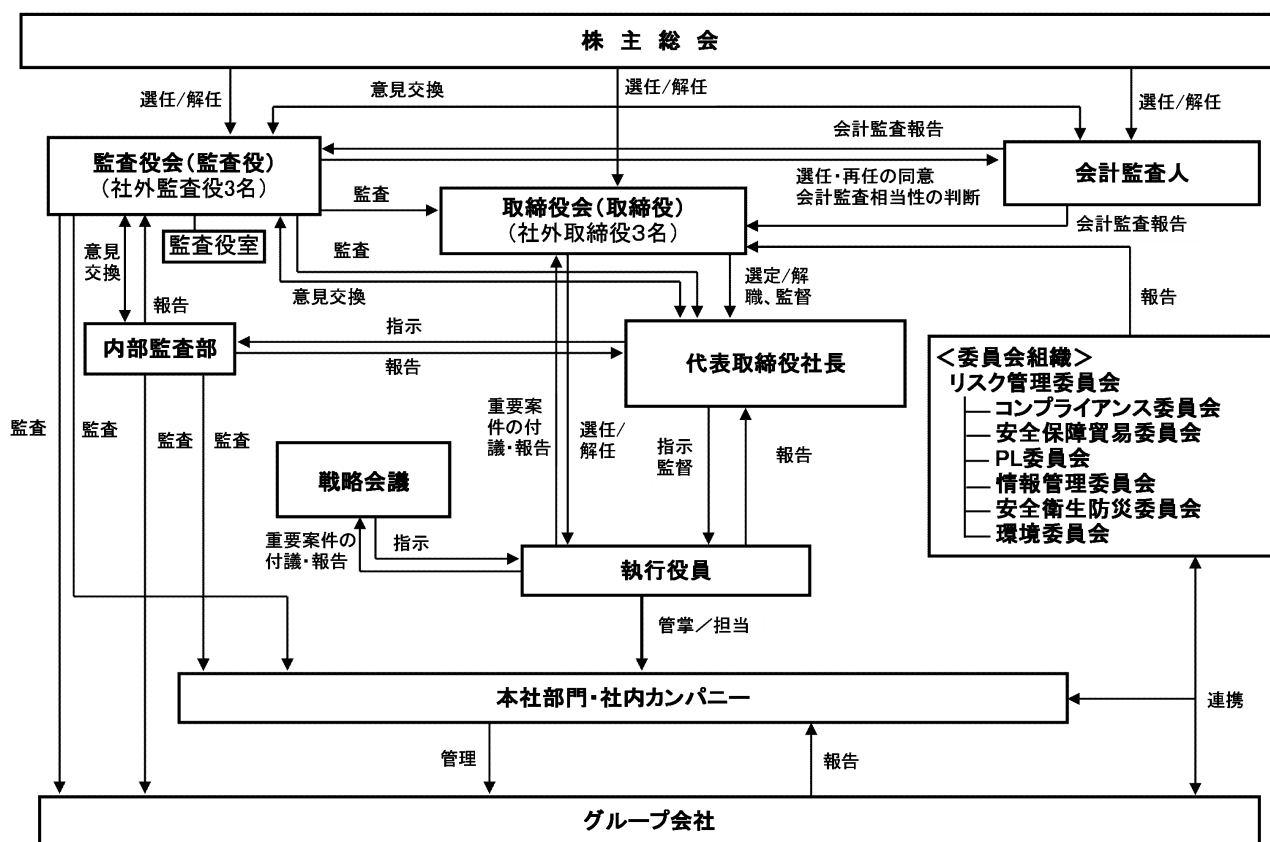 株 主 総 会
選任/解任
意見交換
選任/解任
選任/解任
会計監査報告
監査役会(監査役)
(社外監査役3名)
選任・再任の同意
会計監査相当性の判断
会計監査人
監査
取締役会(取締役)
(社外取締役3名)
会計監査報告
監査役室
意見
交換
監査
意見交換
選定/解
職、監督
報告
報告
指示
内部監査部
報告
代表取締役社長
<委員会組織>
リスク管理委員会
コンプライアンス委員会
安全保障貿易委員会
PL委員会
情報管理委員会
安全衛生防災委員会
環境委員会
監査
監査
監査
監査
重要案
件の付
議・報告
選任/
解任
指示
監督
報告
戦略会議
重要案件の
付議・報告
指示
執行役員
管掌/担当
本社部門・社内カンパニー
連携
管理
報告
グループ会社